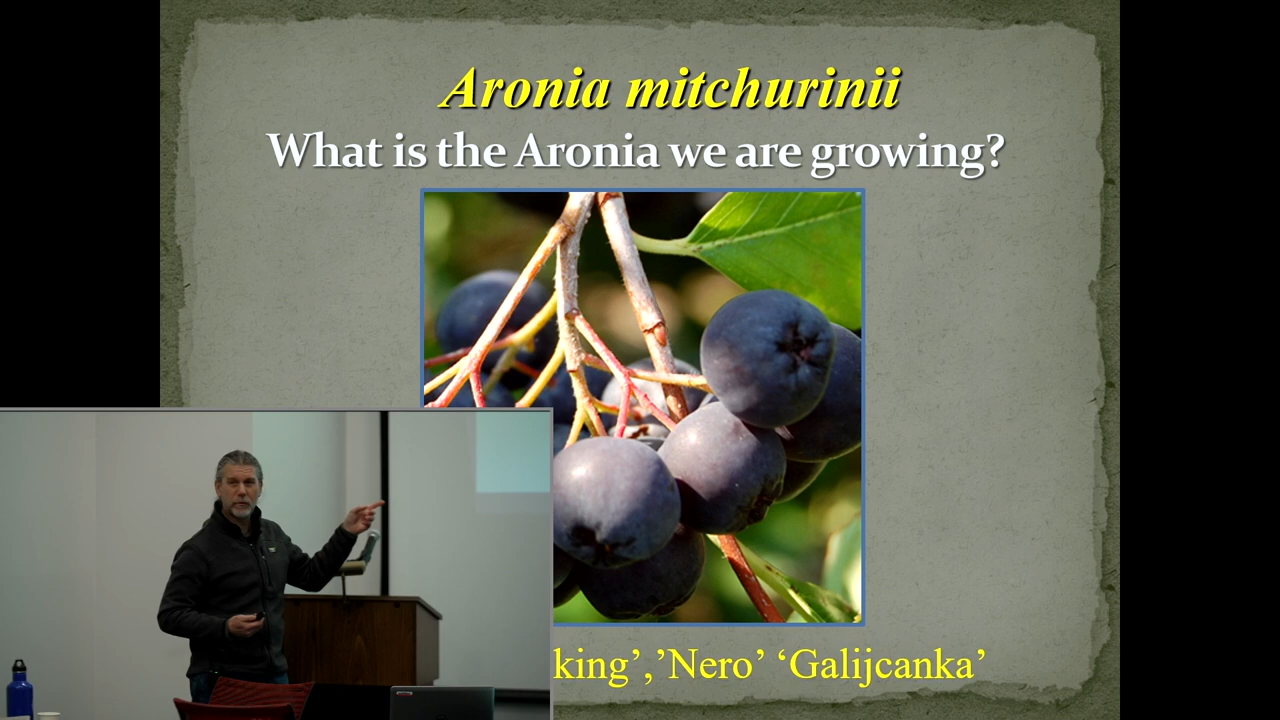 Aronia mitchurinii
What is the Aronia we are growing?
king’,’Nero’ ‘Galijcanka’